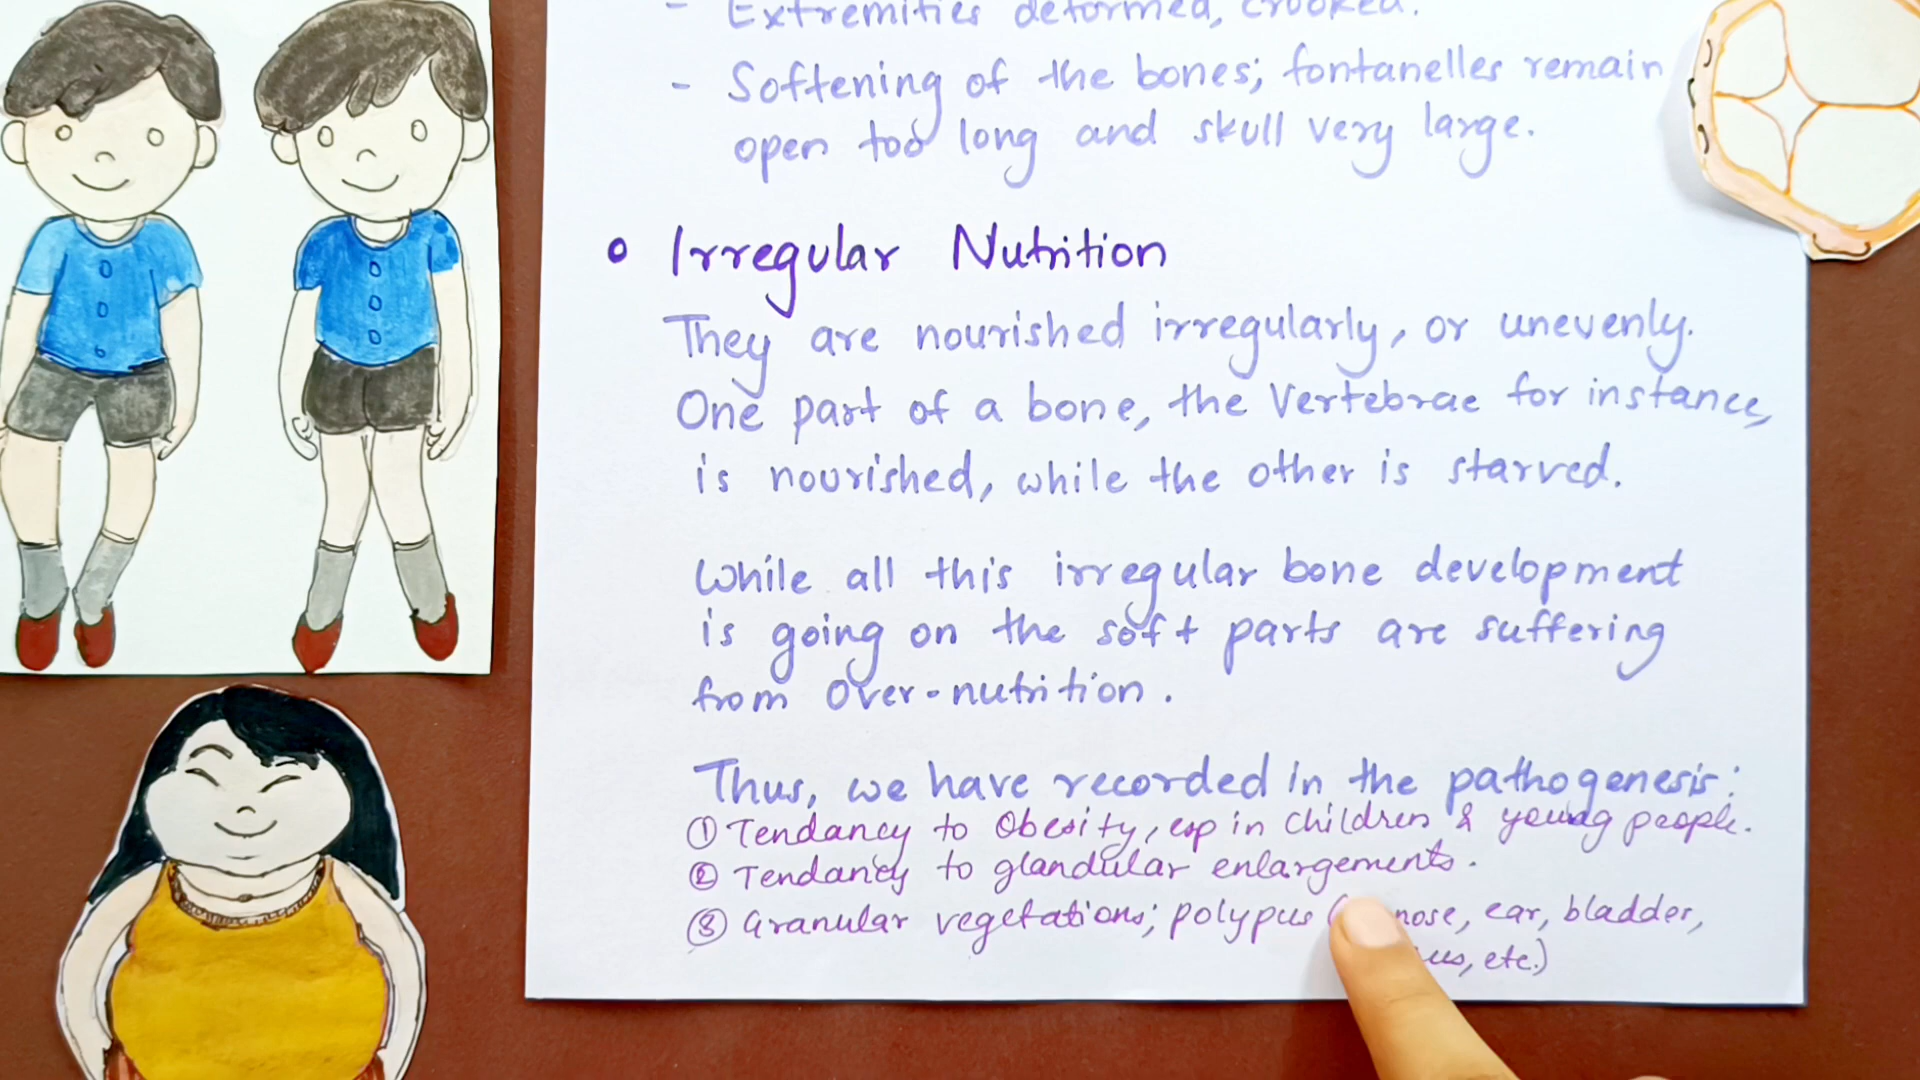 - Extremities deformed, crooked.
- Softening of the bones; fontanelles remain
open too long and skull very large.
• Irregular Nutrition
They are nourished irregularly, or unevenly.
One part of a bone, the Vertebrae for instance,
is nourished, while the other is starved.
While all this irregular bone development
is going on the soft parts are suffering
from Over-nutrition.
Thus, we have recorded in the pathogenesis:
① Tendancy to Obesity, esp in children & young people.
② Tendancy to glandular enlargements.
③ Granular vegetations; polypus ( nose, ear, bladder,
etc.)